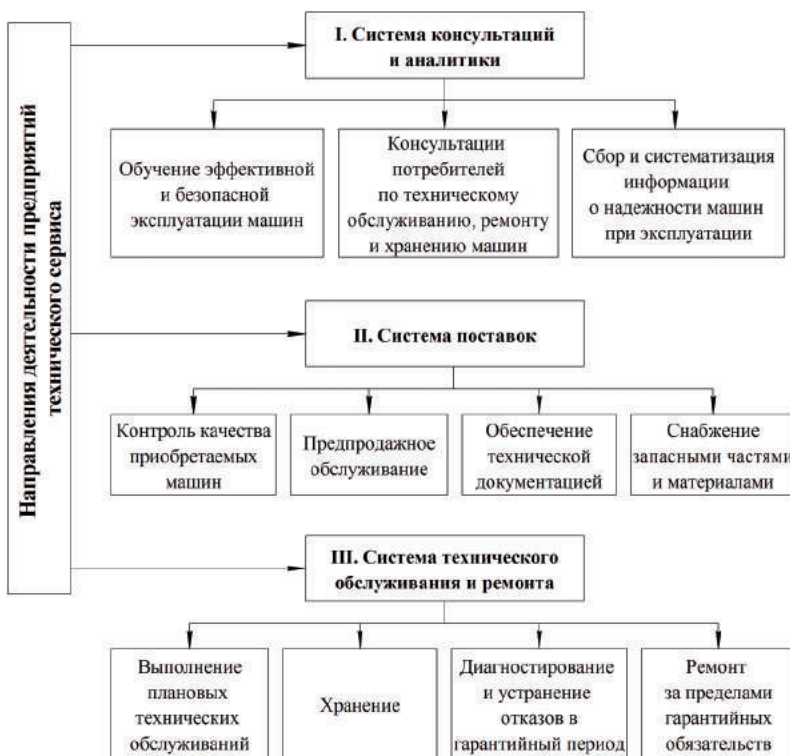 Направления деятельности предприятий
технического сервиса
I. Система консультаций
и аналитики
Обучение эффективной
и безопасной
эксплуатации машин
Консультации
потребителей
по техническому
обслуживанию, ремонту
и хранению машин
Сбор и систематизация
информации
о надежности машин
при эксплуатации
II. Система поставок
Контроль качества
приобретаемых
машин
Предпродажное
обслуживание
Обеспечение
технической
документацией
Снабжение
запасными частями
и материалами
III. Система технического
обслуживания и ремонта
Выполнение
плановых
технических
обслуживаний
Хранение
Диагностирование
и устранение
отказов в
гарантийный период
Ремонт
за пределами
гарантийных
обязательств